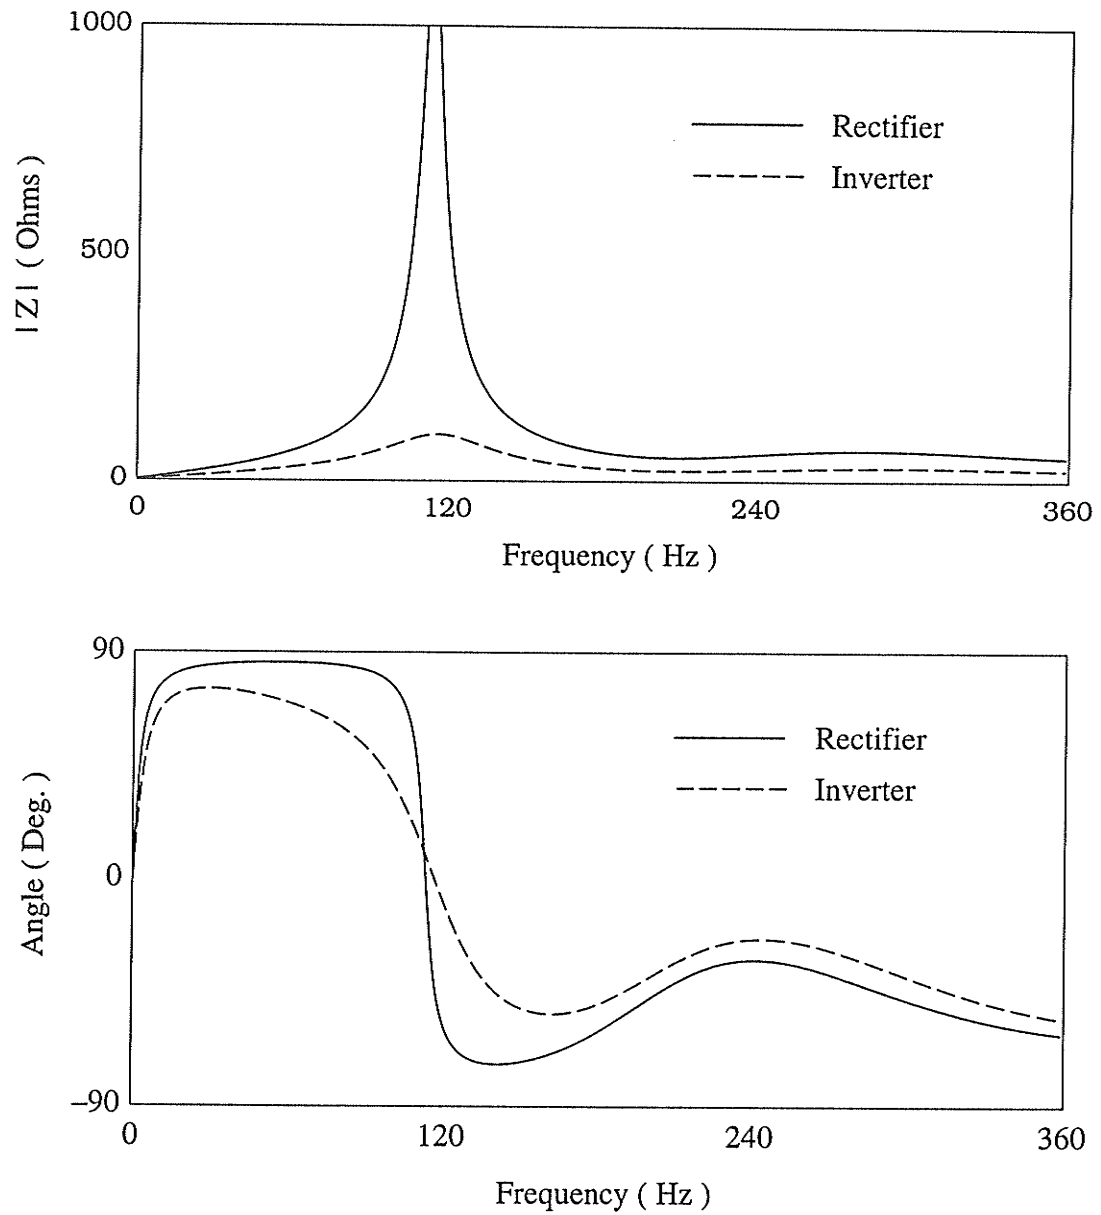 1000
Rectifier
Inverter
500
0
| Z | ( Ohms )
0 120 240 360
Frequency ( Hz )
90
Rectifier
Inverter
0
−90
Angle ( Deg. )
0 120 240 360
Frequency ( Hz )